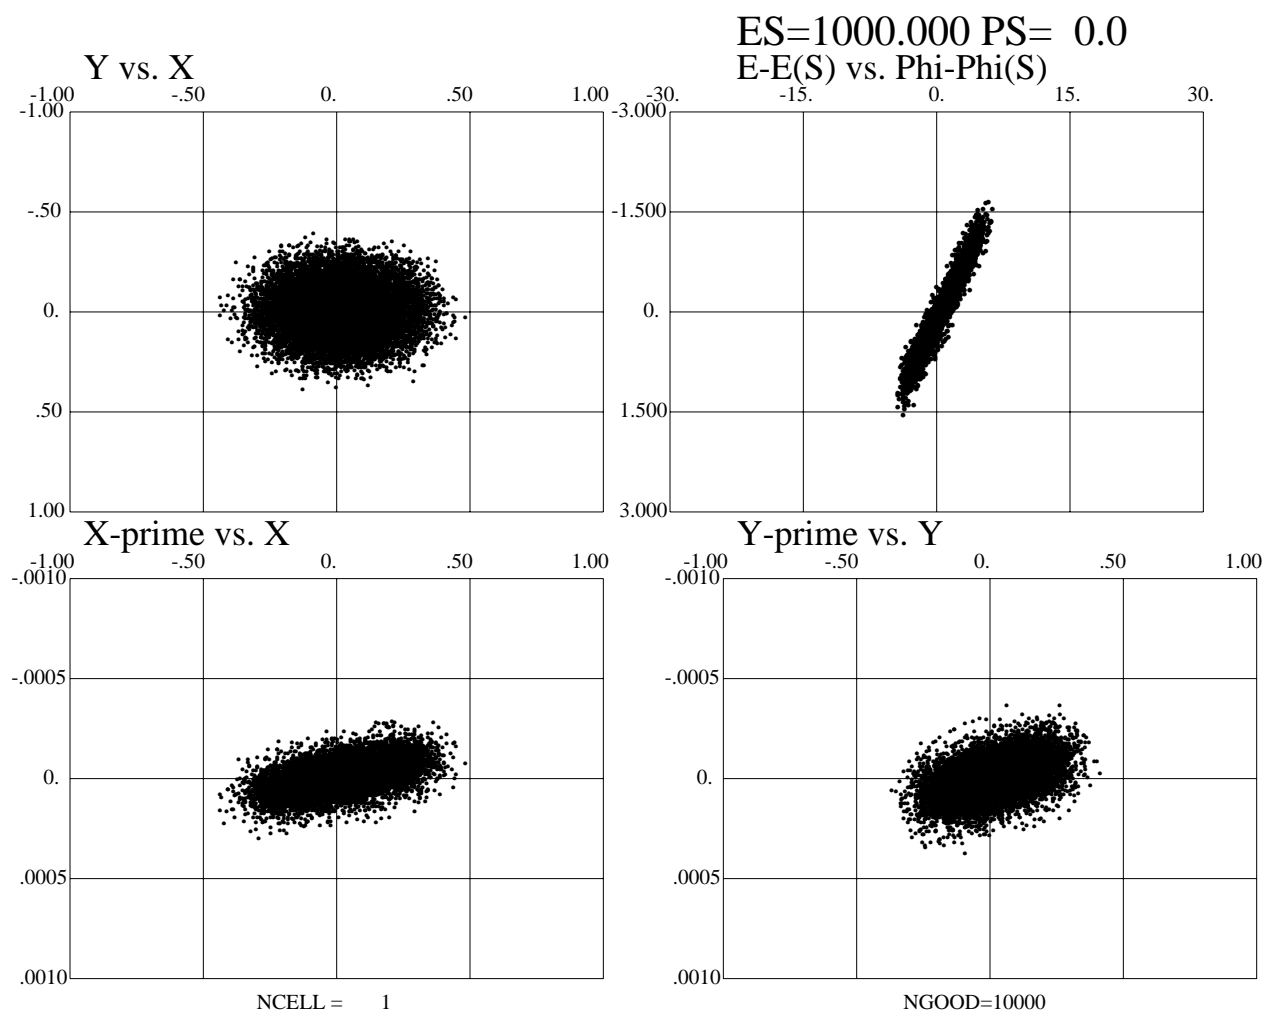 ES=1000.000 PS= 0.0
Y vs. X
E-E(S) vs. Phi-Phi(S)
-1.00 -.50 0. .50 1.00
-30. -15. 0. 15. 30.
-1.00
-.50
0.
.50
1.00
-3.000
-1.500
0.
1.500
3.000
X-prime vs. X
Y-prime vs. Y
-1.00 -.50 0. .50 1.00
-1.00 -.50 0. .50 1.00
-.0010
-.0005
0.
.0005
.0010
-.0010
-.0005
0.
.0005
.0010
NCELL = 1
NGOOD=10000